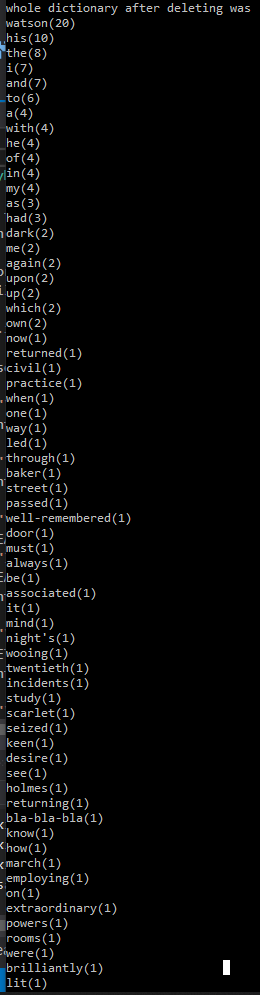 whole dictionary after deleting was
watson(20)
his(10)
the(8)
i(7)
and(7)
to(6)
a(4)
with(4)
he(4)
of(4)
in(4)
my(4)
as(3)
had(3)
dark(2)
me(2)
again(2)
upon(2)
up(2)
which(2)
own(2)
now(1)
returned(1)
civil(1)
practice(1)
when(1)
one(1)
way(1)
led(1)
through(1)
baker(1)
street(1)
passed(1)
well-remembered(1)
door(1)
must(1)
always(1)
be(1)
associated(1)
it(1)
mind(1)
night's(1)
wooing(1)
twentieth(1)
incidents(1)
study(1)
scarlet(1)
seized(1)
keen(1)
desire(1)
see(1)
holmes(1)
returning(1)
bla-bla-bla(1)
know(1)
how(1)
march(1)
employing(1)
on(1)
extraordinary(1)
powers(1)
rooms(1)
were(1)
brilliantly(1)
lit(1)